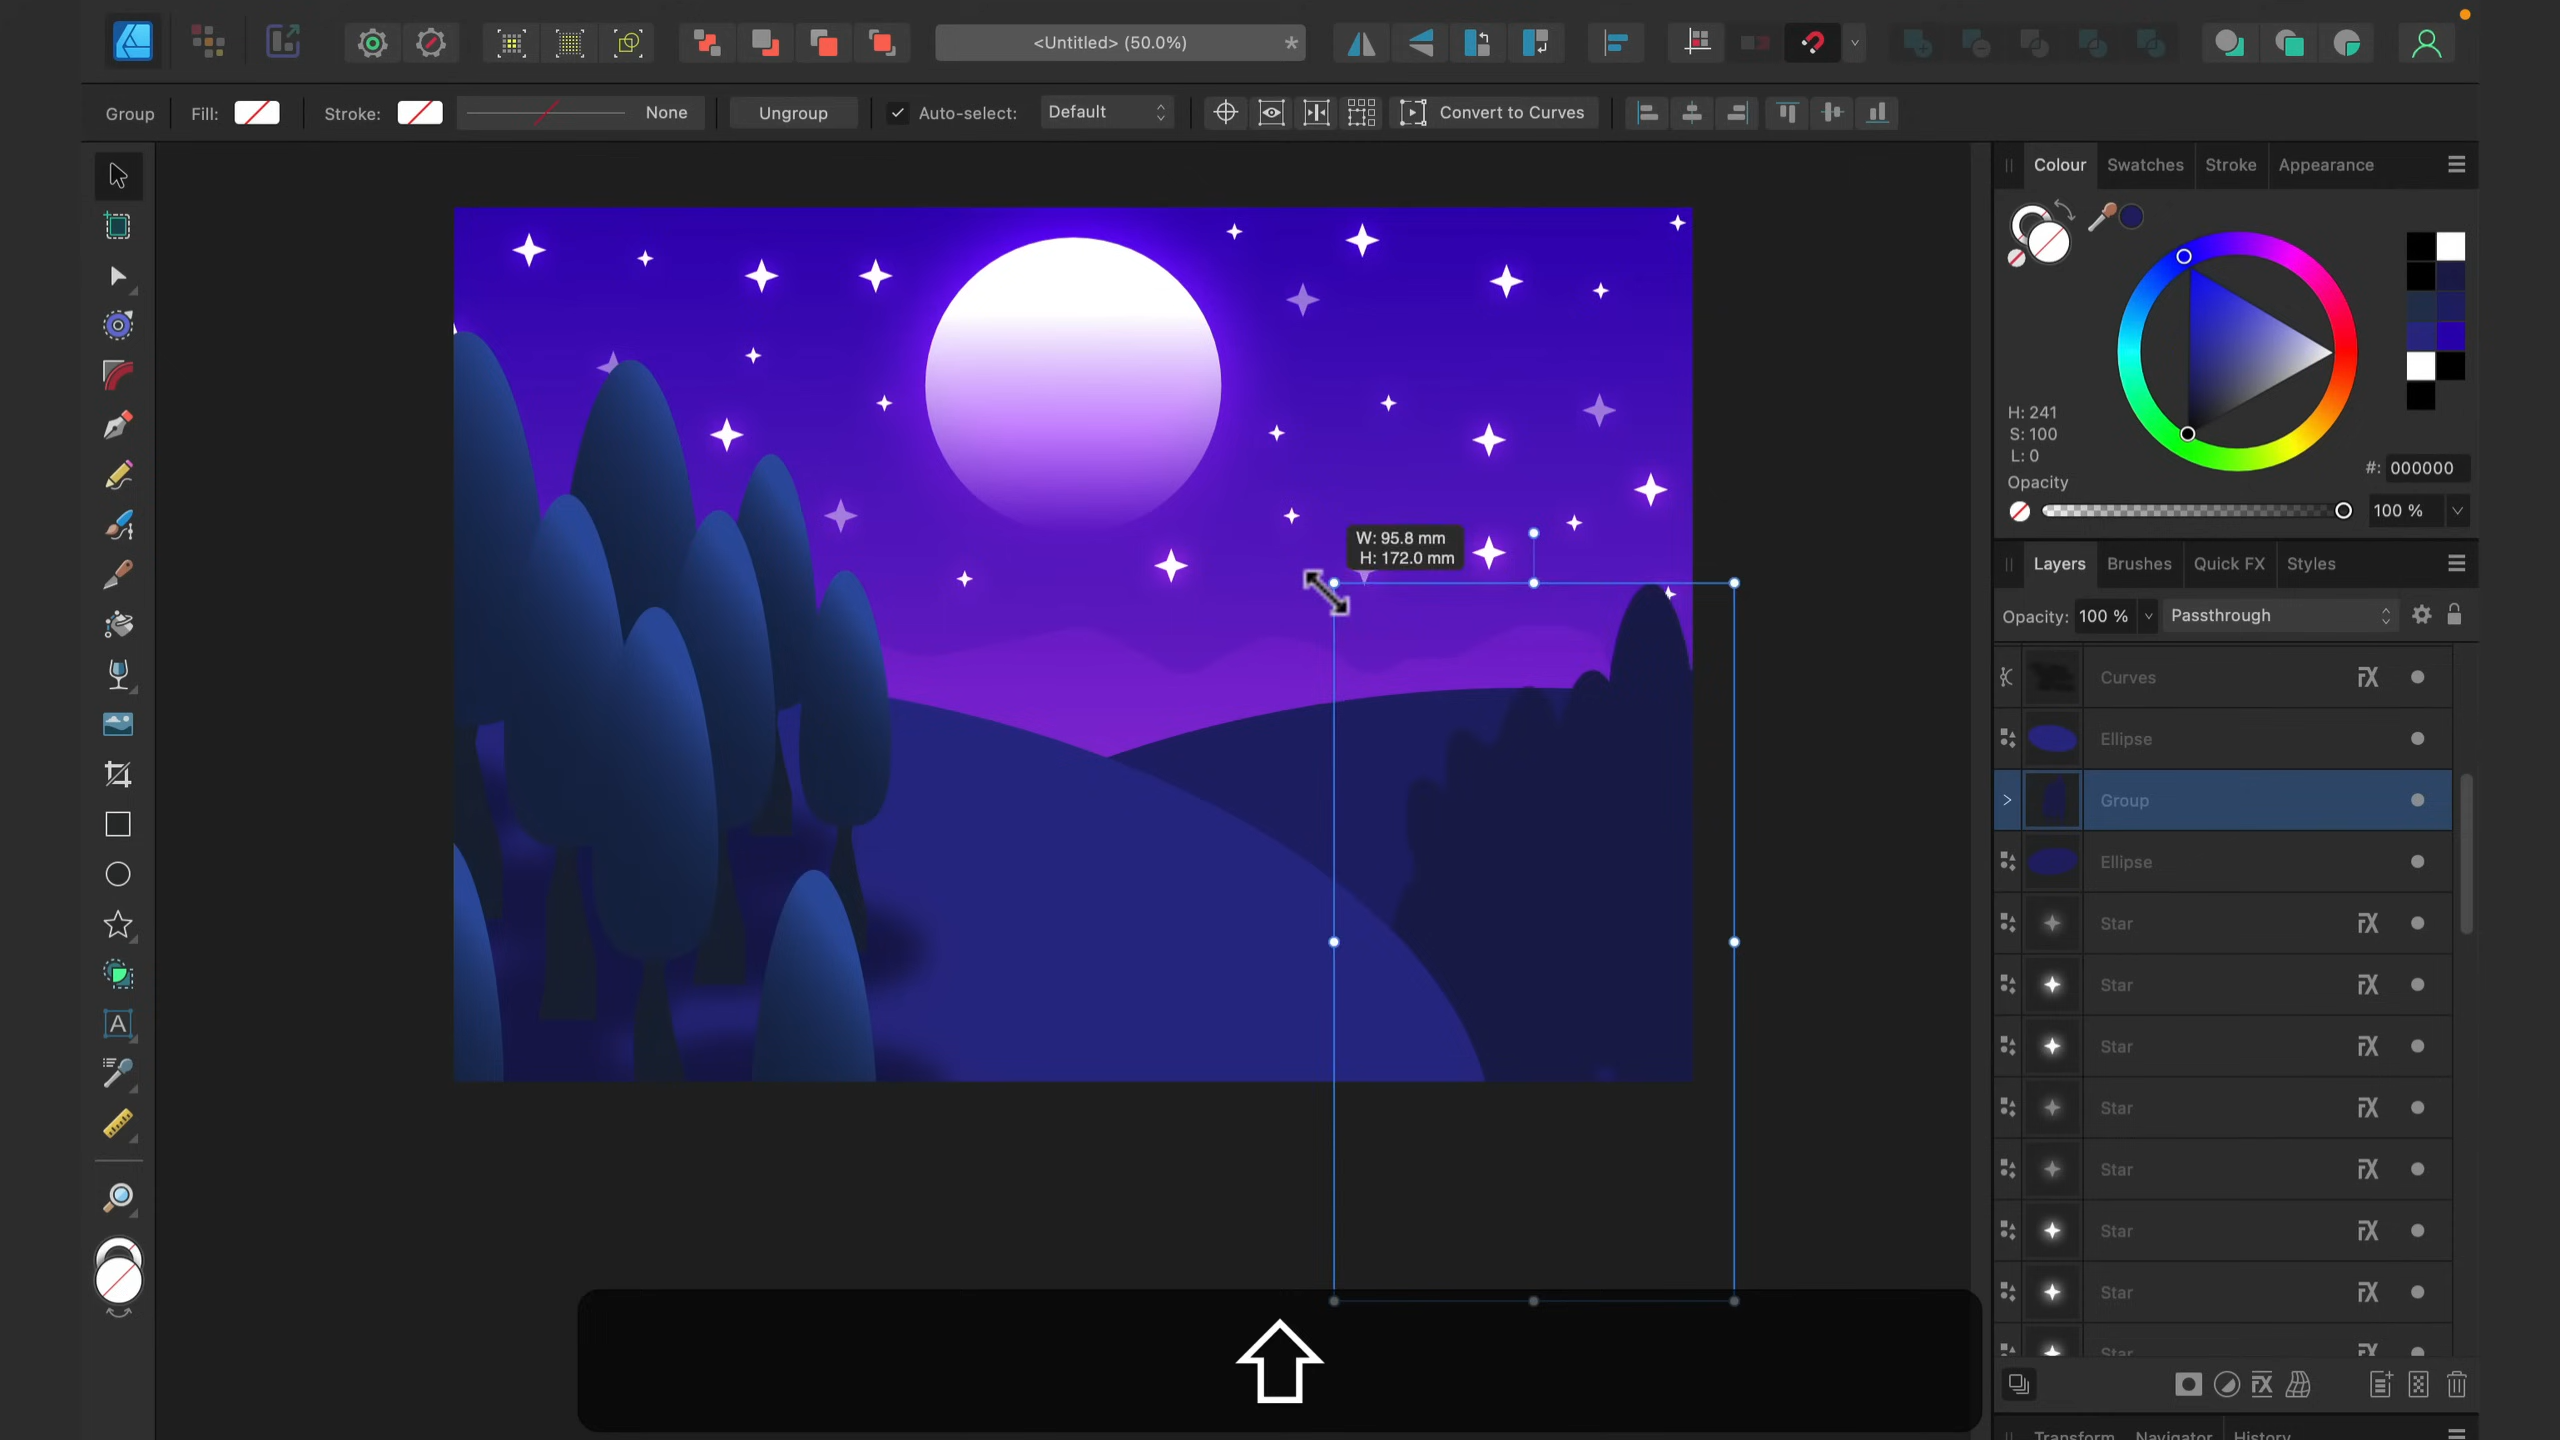 <Untitled> (50.0%)
*
Group
Fill:
Stroke:
None
Ungroup
Auto-select:
Default
Convert to Curves
Colour
Swatches
Stroke
Appearance
H: 241
S: 100
L: 0
#: 000000
Opacity
100 %
W: 95.8 mm
H: 172.0 mm
Layers
Brushes
Quick FX
Styles
Opacity: 100 %
Passthrough
Curves
Ellipse
Group
Ellipse
Star
Star
Star
Star
Star
Star
Star
Star
Transform
Navigator
History